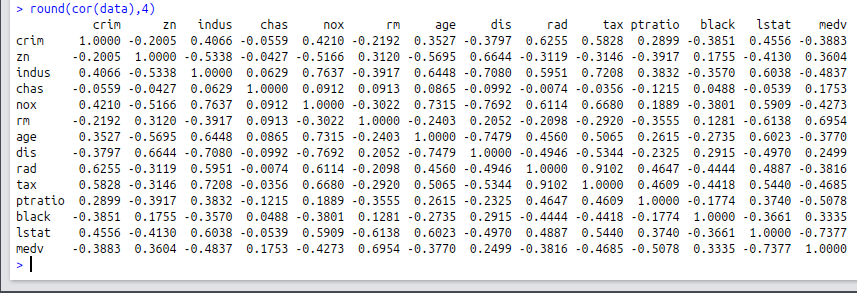 > round(cor(data),4)
crim zn indus chas nox rm age dis rad tax ptratio black lstat medv
crim 1.0000 -0.2005 0.4066 -0.0559 0.4210 -0.2192 0.3527 -0.3797 0.6255 0.5828 0.2899 -0.3851 0.4556 -0.3883
zn -0.2005 1.0000 -0.5338 -0.0427 -0.5166 0.3120 -0.5695 0.6644 -0.3119 -0.3146 -0.3917 0.1755 -0.4130 0.3604
indus 0.4066 -0.5338 1.0000 0.0629 0.7637 -0.3917 0.6448 -0.7080 0.5951 0.7208 0.3832 -0.3570 0.6038 -0.4837
chas -0.0559 -0.0427 0.0629 1.0000 0.0912 0.0913 0.0865 -0.0992 -0.0074 -0.0356 -0.1215 0.0488 -0.0539 0.1753
nox 0.4210 -0.5166 0.7637 0.0912 1.0000 -0.3022 0.7315 -0.7692 0.6114 0.6680 0.1889 -0.3801 0.5909 -0.4273
rm -0.2192 0.3120 -0.3917 0.0913 -0.3022 1.0000 -0.2403 0.2052 -0.2098 -0.2920 -0.3555 0.1281 -0.6138 0.6954
age 0.3527 -0.5695 0.6448 0.0865 0.7315 -0.2403 1.0000 -0.7479 0.4560 0.5065 0.2615 -0.2735 0.6023 -0.3770
dis -0.3797 0.6644 -0.7080 -0.0992 -0.7692 0.2052 -0.7479 1.0000 -0.4946 -0.5344 -0.2325 0.2915 -0.4970 0.2499
rad 0.6255 -0.3119 0.5951 -0.0074 0.6114 -0.2098 0.4560 -0.4946 1.0000 0.9102 0.4647 -0.4444 0.4887 -0.3816
tax 0.5828 -0.3146 0.7208 -0.0356 0.6680 -0.2920 0.5065 -0.5344 0.9102 1.0000 0.4609 -0.4418 0.5440 -0.4685
ptratio 0.2899 -0.3917 0.3832 -0.1215 0.1889 -0.3555 0.2615 -0.2325 0.4647 0.4609 1.0000 -0.1774 0.3740 -0.5078
black -0.3851 0.1755 -0.3570 0.0488 -0.3801 0.1281 -0.2735 0.2915 -0.4444 -0.4418 -0.1774 1.0000 -0.3661 0.3335
lstat 0.4556 -0.4130 0.6038 -0.0539 0.5909 -0.6138 0.6023 -0.4970 0.4887 0.5440 0.3740 -0.3661 1.0000 -0.7377
medv -0.3883 0.3604 -0.4837 0.1753 -0.4273 0.6954 -0.3770 0.2499 -0.3816 -0.4685 -0.5078 0.3335 -0.7377 1.0000
>